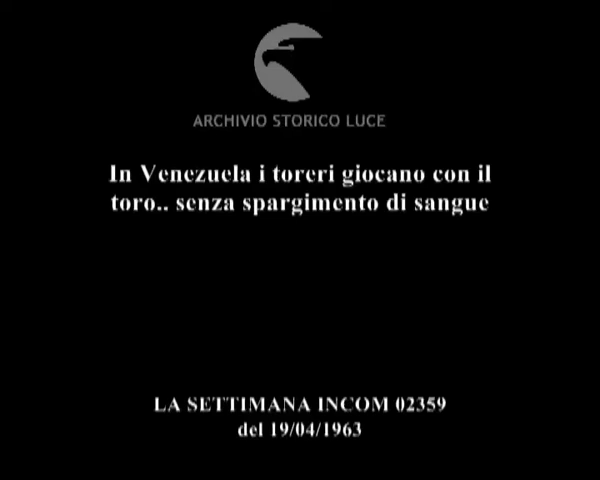 ARCHIVIO STORICO LUCE
In Venezuela i toreri giocano con il
toro.. senza spargimento di sangue
LA SETTIMANA INCOM 02359
del 19/04/1963